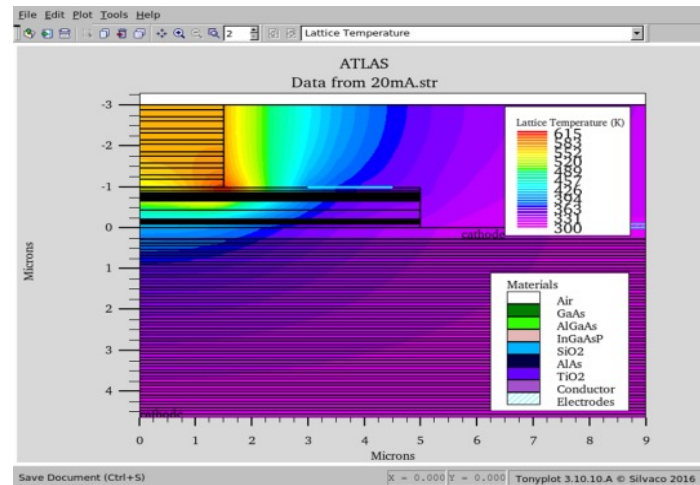 File Edit Plot Tools Help
2
Lattice Temperature
ATLAS
Data from 20mA.str
-3
-2
-1
0
1
2
3
4
Microns
Lattice Temperature (K)
615
583
552
520
489
457
426
394
363
331
300
cathode
Materials
Air
GaAs
AlGaAs
InGaAsP
SiO2
AlAs
TiO2
Conductor
Electrodes
cathode
0 1 2 3 4 5 6 7 8 9
Microns
Save Document (Ctrl+S)
X = 0.000 Y = 0.000 Tonyplot 3.10.10.A © Silvaco 2016